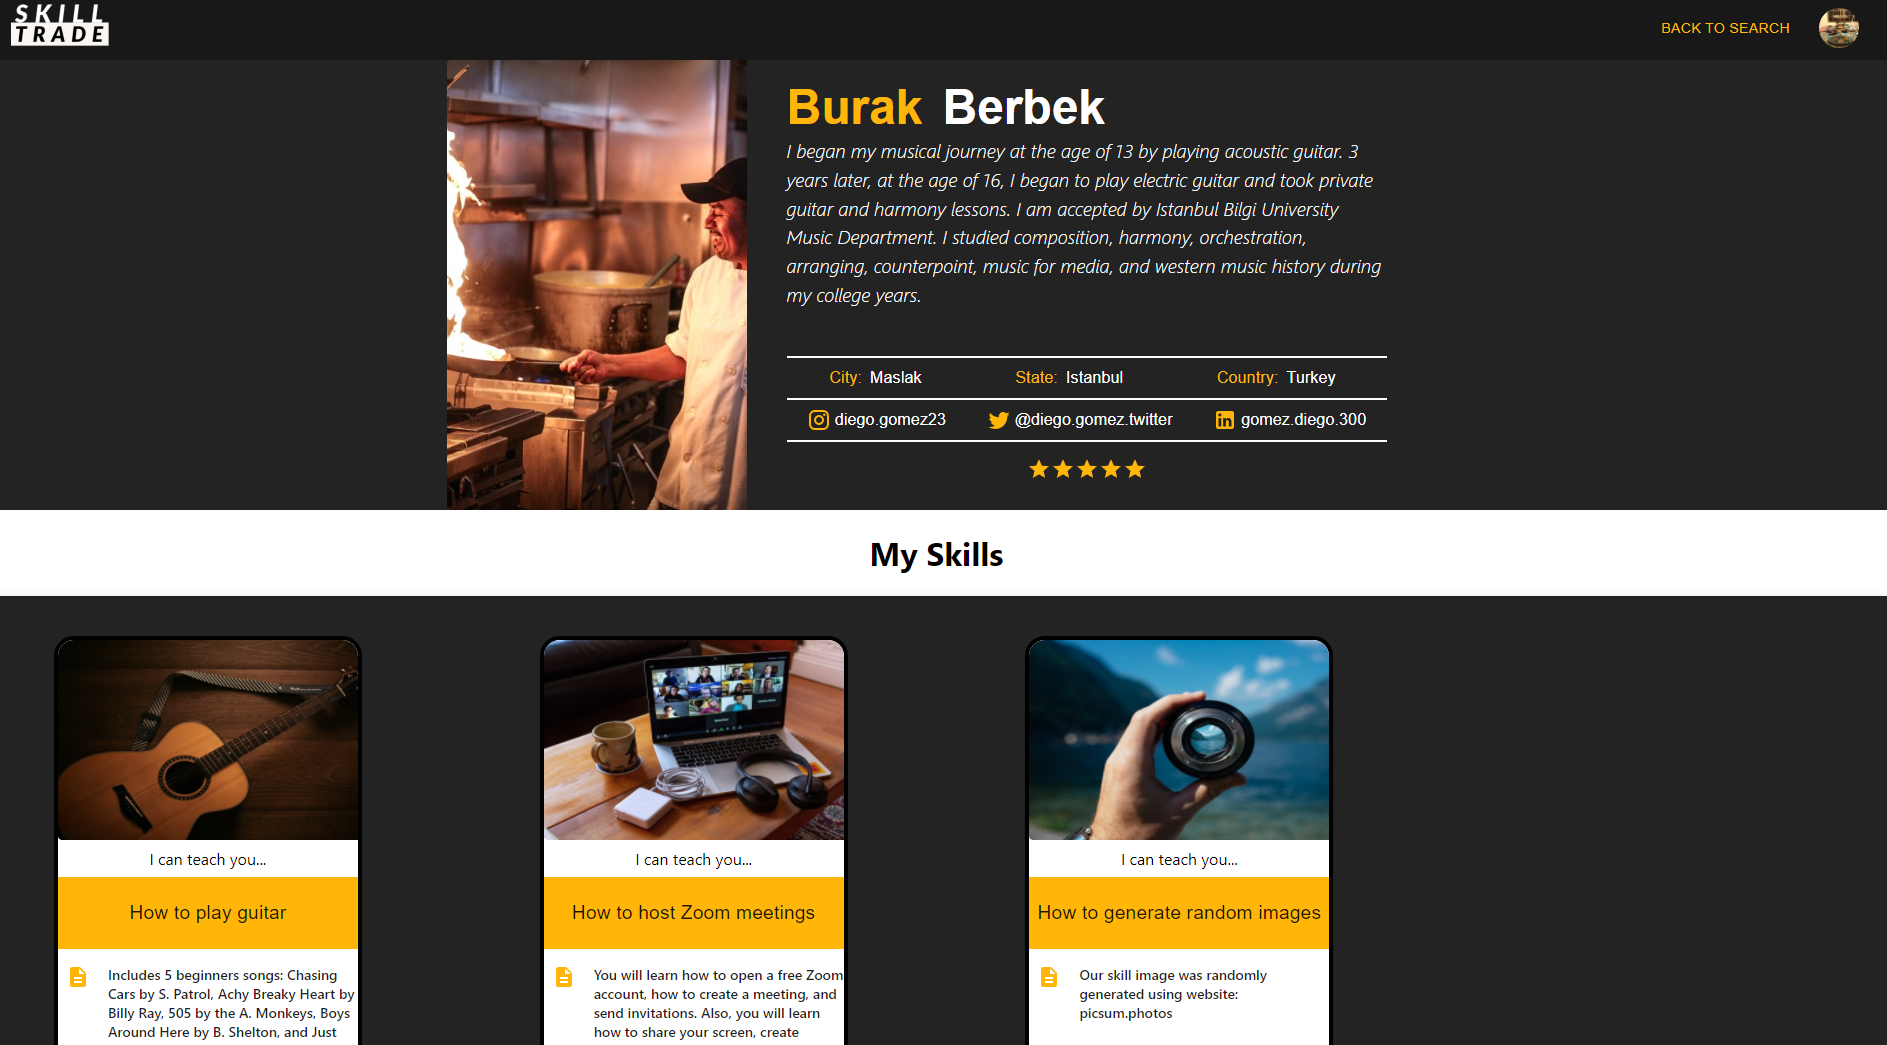 SKILL
TRADE
BACK TO SEARCH
Burak Berbek
I began my musical journey at the age of 13 by playing acoustic guitar. 3
years later, at the age of 16, I began to play electric guitar and took private
guitar and harmony lessons. I am accepted by Istanbul Bilgi University
Music Department. I studied composition, harmony, orchestration,
arranging, counterpoint, music for media, and western music history during
my college years.
City: Maslak State: Istanbul Country: Turkey
diego.gomez23 @diego.gomez.twitter gomez.diego.300
My Skills
I can teach you...
How to play guitar
Includes 5 beginners songs: Chasing
Cars by S. Patrol, Achy Breaky Heart by
Billy Ray, 505 by the A. Monkeys, Boys
Around Here by B. Shelton, and Just
I can teach you...
How to host Zoom meetings
You will learn how to open a free Zoom
account, how to create a meeting, and
send invitations. Also, you will learn
how to share your screen, create
I can teach you...
How to generate random images
Our skill image was randomly
generated using website:
picsum.photos